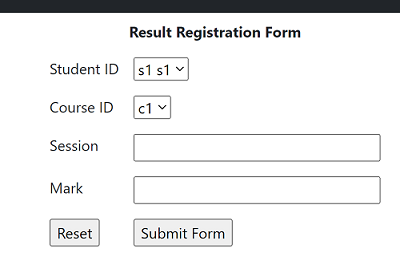 Result Registration Form
Student ID s1 s1
Course ID c1
Session
Mark
Reset Submit Form